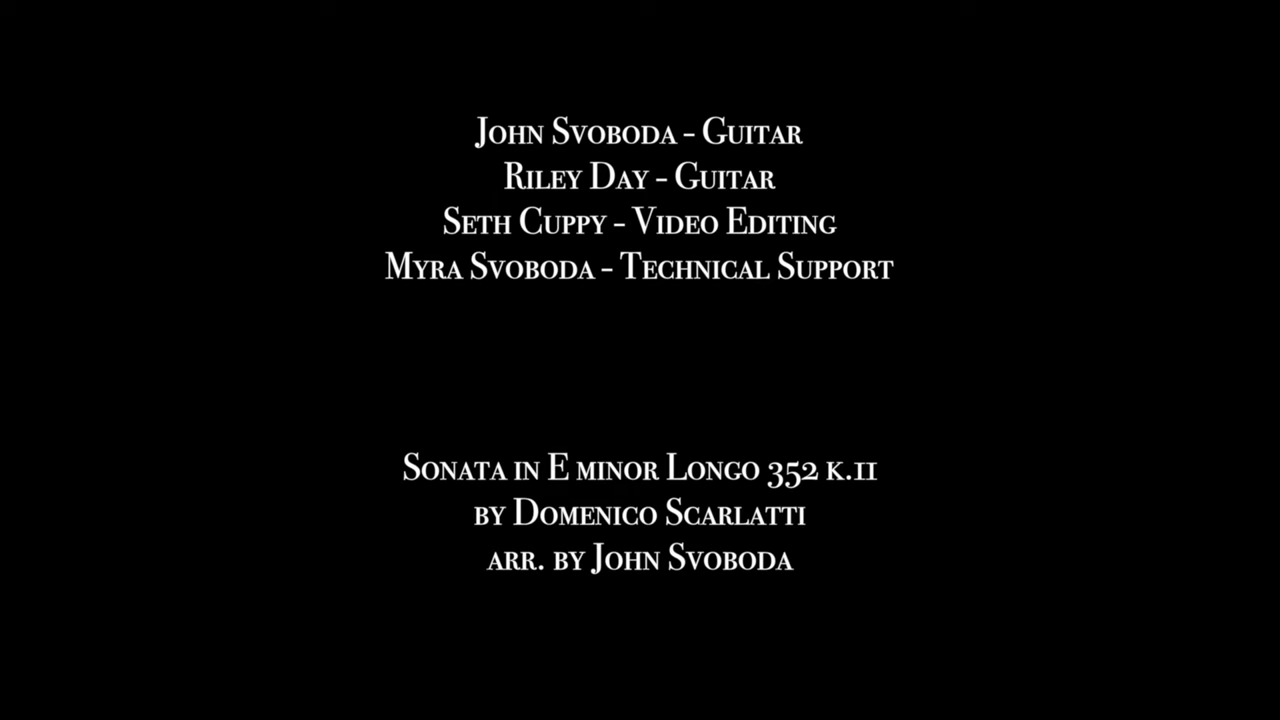 John Svoboda - Guitar
Riley Day - Guitar
Seth Cuppy - Video Editing
Myra Svoboda - Technical Support
Sonata in E minor Longo 352 k.11
by Domenico Scarlatti
arr. by John Svoboda